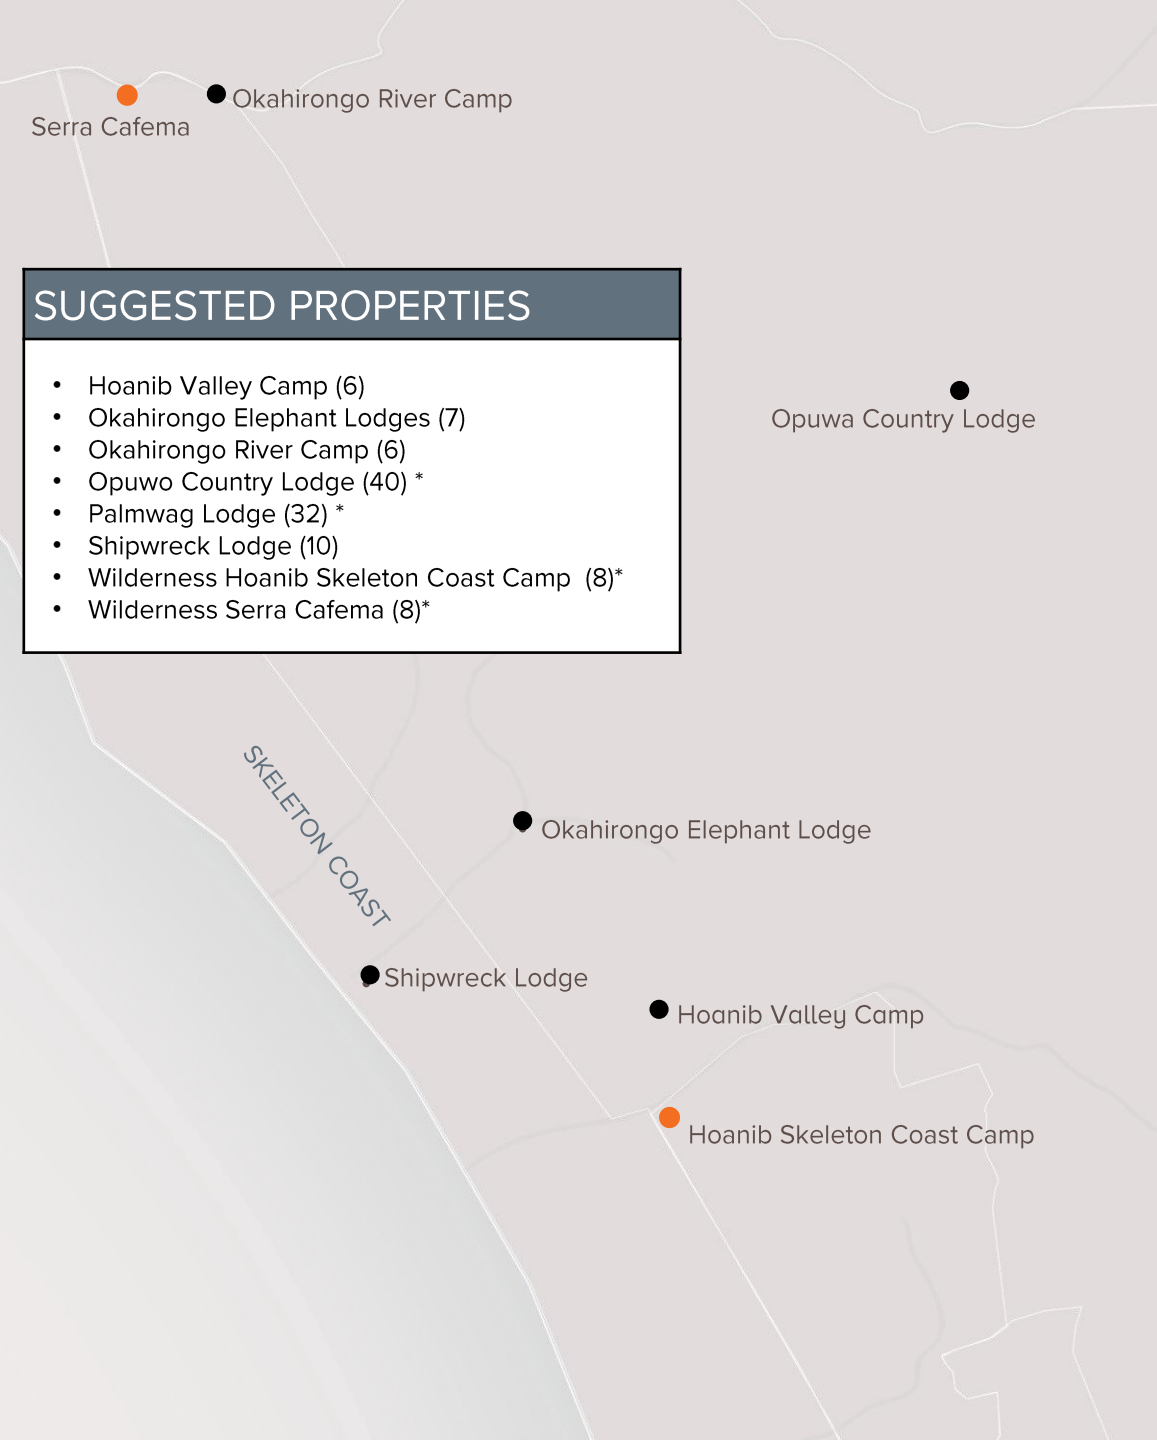 Okahirongo River Camp
Serra Cafema
SUGGESTED PROPERTIES
• Hoanib Valley Camp (6)
• Okahirongo Elephant Lodges (7)
• Okahirongo River Camp (6)
• Opuwo Country Lodge (40) *
• Palmwag Lodge (32) *
• Shipwreck Lodge (10)
• Wilderness Hoanib Skeleton Coast Camp  (8)*
• Wilderness Serra Cafema (8)*
Opuwa Country Lodge
SKELETON COAST
Okahirongo Elephant Lodge
Shipwreck Lodge
Hoanib Valley Camp
Hoanib Skeleton Coast Camp